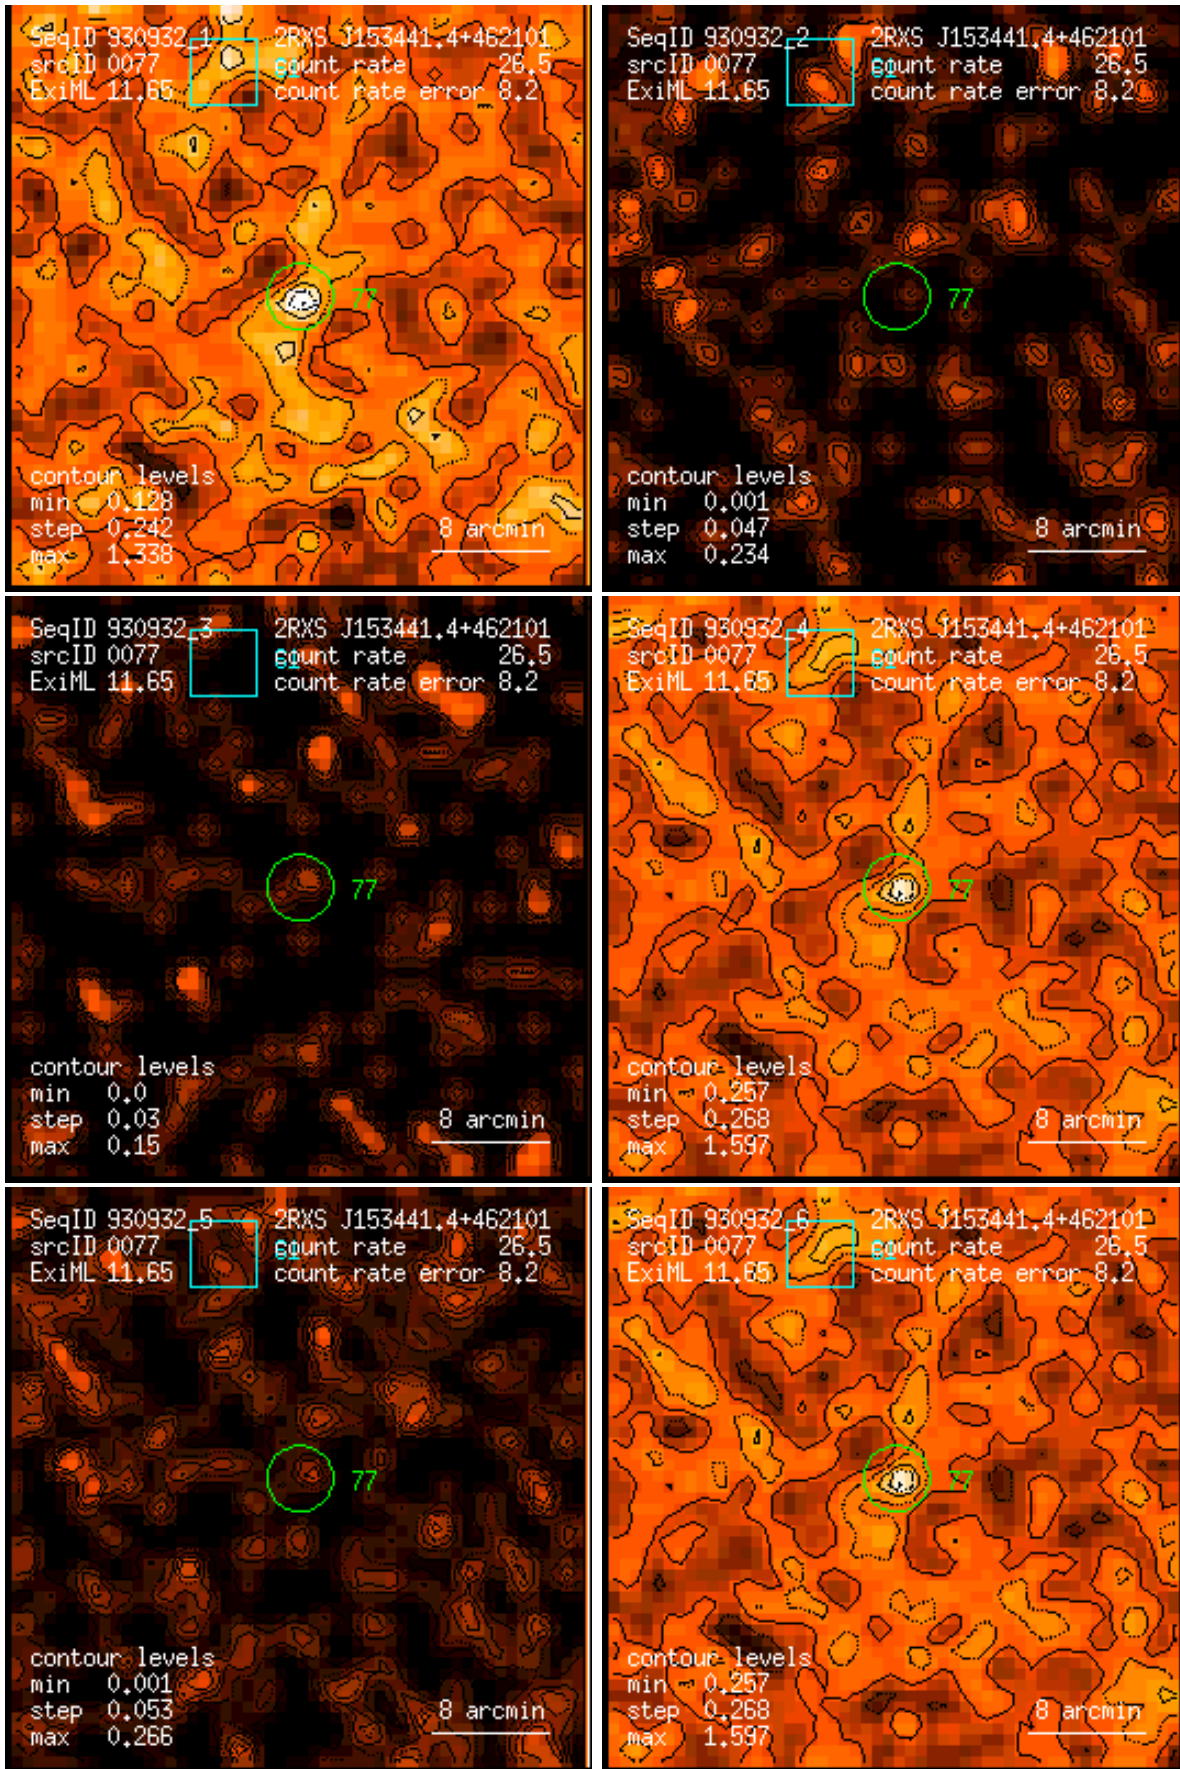 SeqID 930932_1 2RXS J153441.4+462101
srcID 0077 count rate 26.5
ExiML 11.65 count rate error 8.2
77
contour levels
min 0.128
step 0.242 8 arcmin
max 1.338
SeqID 930932_2 2RXS J153441.4+462101
srcID 0077 count rate 26.5
ExiML 11.65 count rate error 8.2
77
contour levels
min 0.001
step 0.047 8 arcmin
max 0.234
SeqID 930932_3 2RXS J153441.4+462101
srcID 0077 count rate 26.5
ExiML 11.65 count rate error 8.2
77
contour levels
min 0.0
step 0.03 8 arcmin
max 0.15
SeqID 930932_4 2RXS J153441.4+462101
srcID 0077 count rate 26.5
ExiML 11.65 count rate error 8.2
77
contour levels
min 0.257
step 0.268 8 arcmin
max 1.597
SeqID 930932_5 2RXS J153441.4+462101
srcID 0077 count rate 26.5
ExiML 11.65 count rate error 8.2
77
contour levels
min 0.001
step 0.053 8 arcmin
max 0.266
SeqID 930932_6 2RXS J153441.4+462101
srcID 0077 count rate 26.5
ExiML 11.65 count rate error 8.2
77
contour levels
min 0.257
step 0.268 8 arcmin
max 1.597